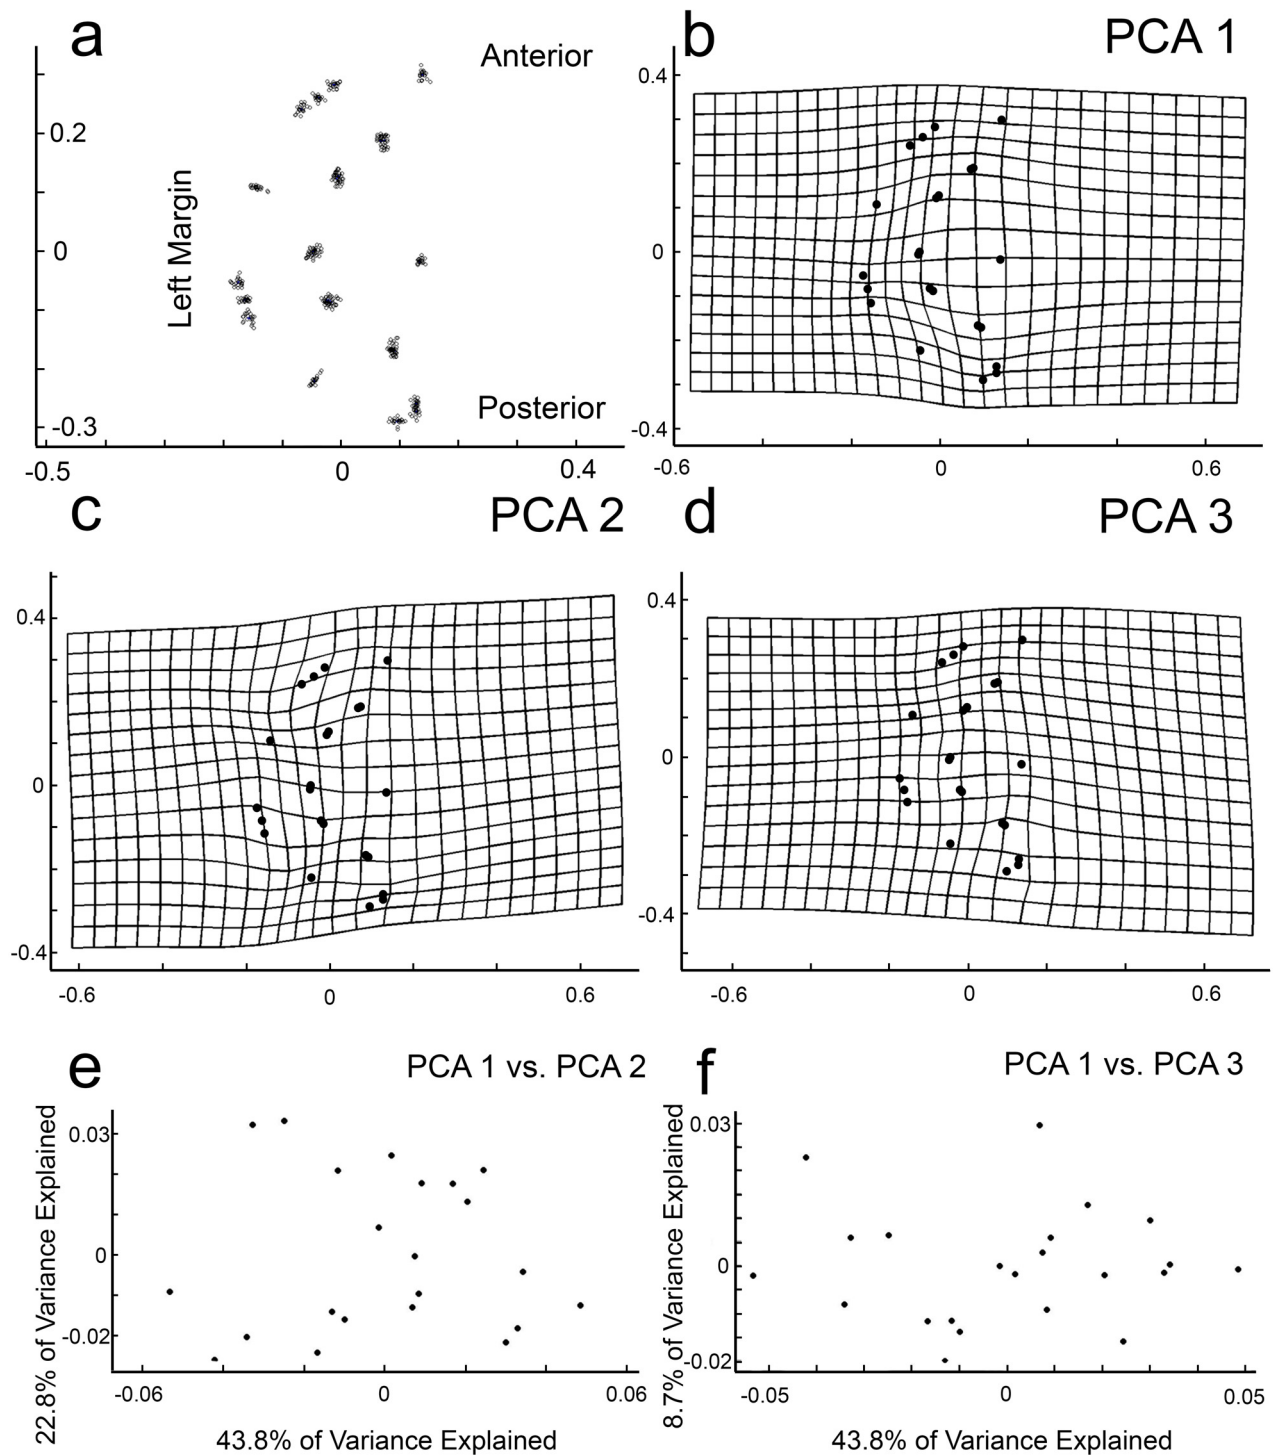 a
Anterior
Left Margin
0.2
0
-0.3
Posterior
-0.5
0
0.4
b
PCA 1
0.4
0
-0.4
-0.6
0
0.6
c
PCA 2
0.4
0
-0.4
-0.6
0
0.6
d
PCA 3
0.4
0
-0.4
-0.6
0
0.6
e
PCA 1 vs. PCA 2
22.8% of Variance Explained
0.03
0
-0.02
-0.06
0
0.06
43.8% of Variance Explained
f
PCA 1 vs. PCA 3
8.7% of Variance Explained
0.03
0
-0.02
-0.05
0
0.05
43.8% of Variance Explained